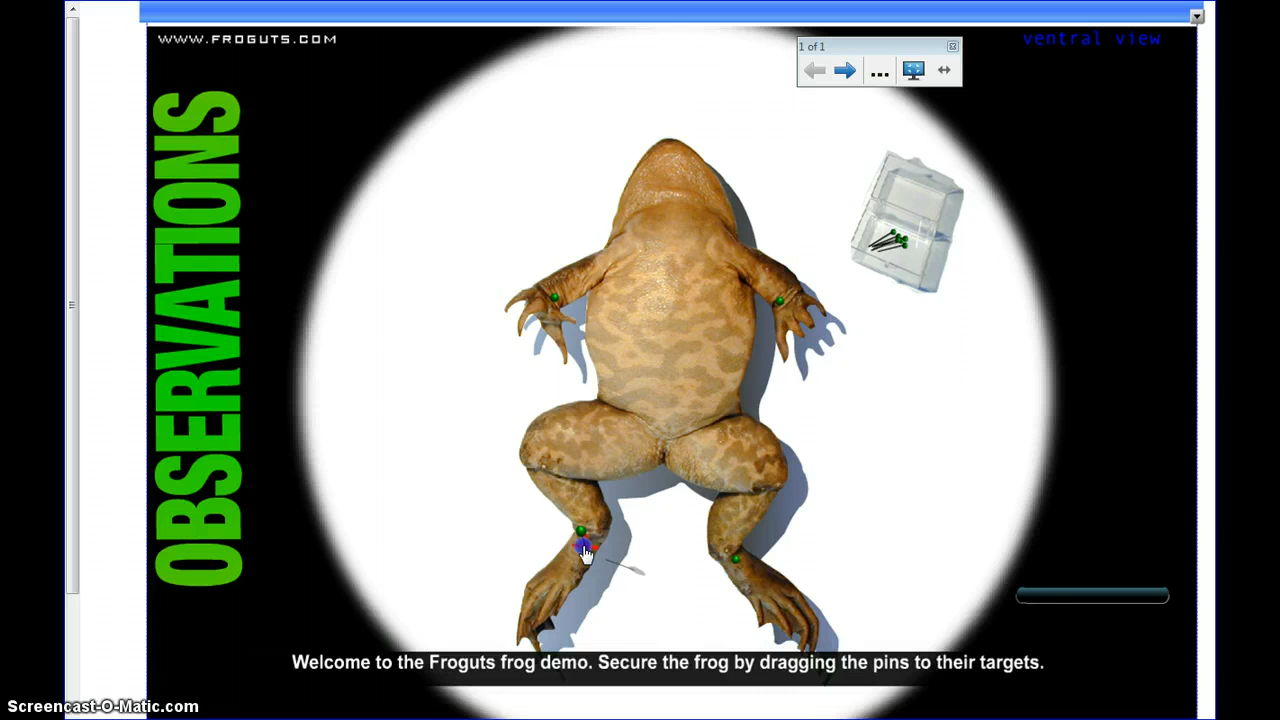 WWW.FROGUTS.COM
1 of 1
ventral view
OBSERVATIONS
Welcome to the Froguts frog demo. Secure the frog by dragging the pins to their targets.
Screencast-O-Matic.com